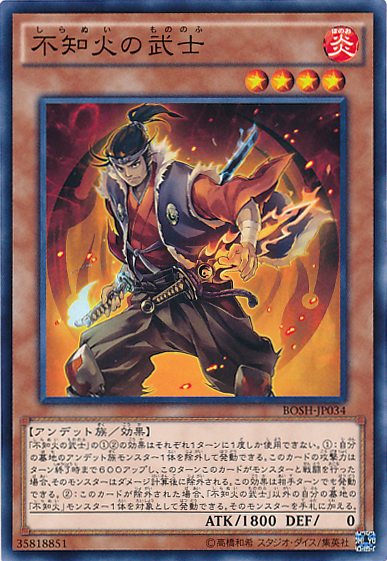 しらぬい もののふ
不知火の武士
ほのお
炎
BOSH-JP034
【アンデット族/効果】
「不知火の武士」の①②の効果はそれぞれ1ターンに1度しか使用できない。①:自分
の墓地のアンデット族モンスター1体を除外して発動できる。このカードの攻撃力は
ターン終了時まで600アップし、このターンこのカードがモンスターと戦闘を行った
場合、そのモンスターはダメージ計算後に除外される。この効果は相手ターンでも発動
できる。②:このカードが除外された場合、「不知火の武士」以外の自分の墓地の
「不知火」モンスター1体を対象として発動できる。そのモンスターを手札に加える。
ATK/1800 DEF/ 0
35818851
©高橋和希 スタジオ・ダイス/集英社